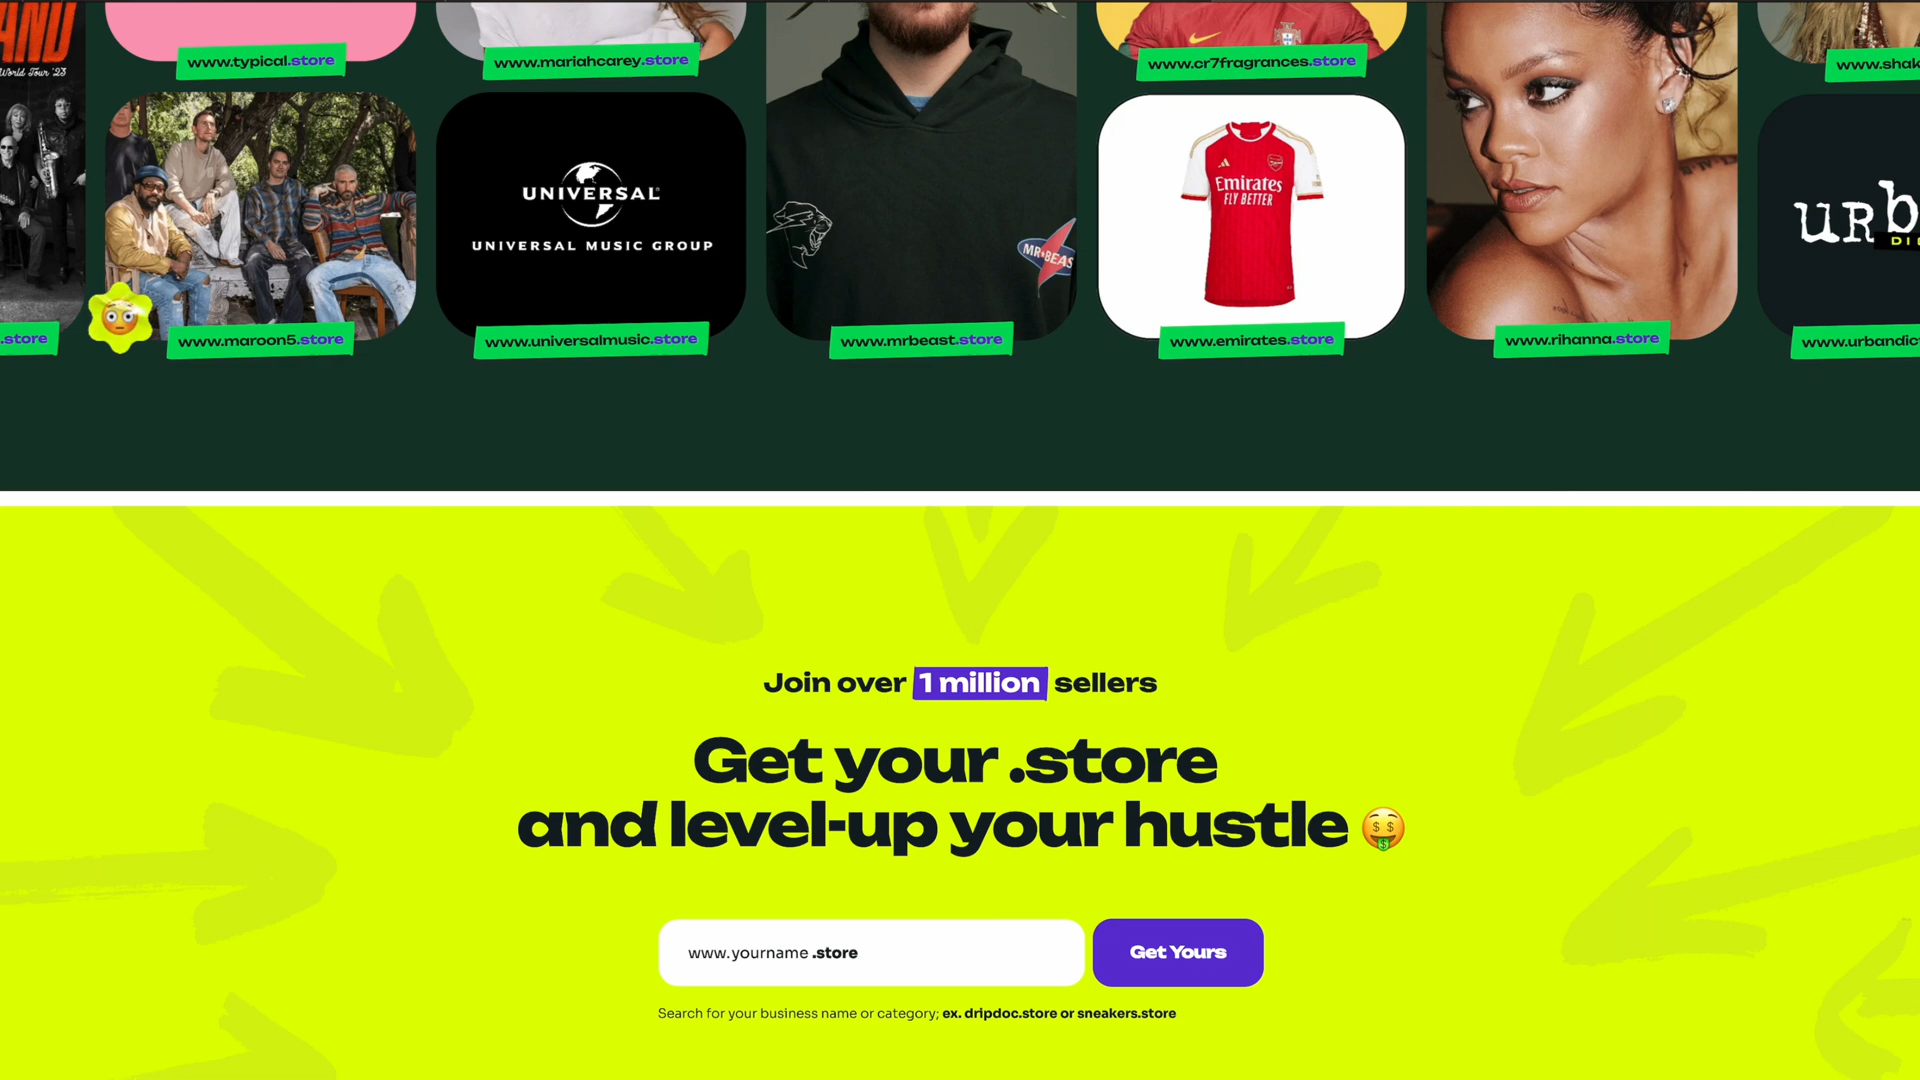 AND
World Tour '23
www.typical.store
www.mariahcarey.store
www.cr7fragrances.store
www.shak
UNIVERSAL
UNIVERSAL MUSIC GROUP
MR BEAS
Emirates
FLY BETTER
urb
DI
.store
www.maroon5.store
www.universalmusic.store
www.mrbeast.store
www.emirates.store
www.rihanna.store
www.urbandic
Join over 1 million sellers
Get your .store
and level-up your hustle 🤑
www.yourname .store
Get Yours
Search for your business name or category; ex. dripdoc.store or sneakers.store